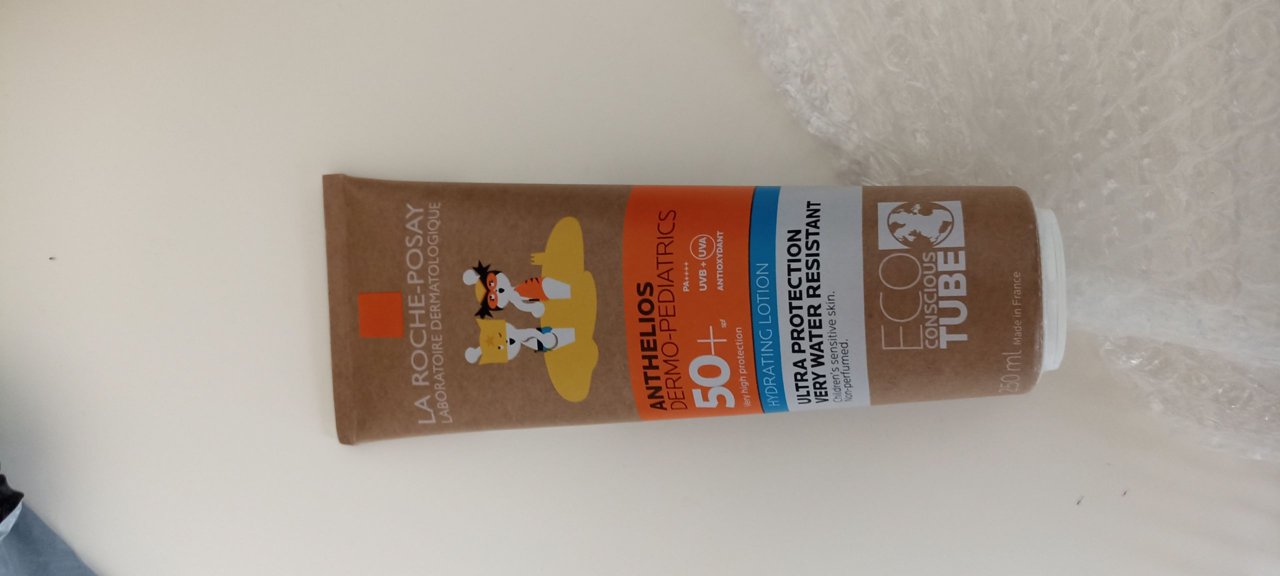 LA ROCHE-POSAY
LABORATOIRE DERMATOLOGIQUE
ANTHELIOS
DERMO-PEDIATRICS
50+
spf
PA++++
UVB + UVA
ANTIOXYDANT
Very high protection
HYDRATING LOTION
ULTRA PROTECTION
VERY WATER RESISTANT
Children's sensitive skin.
Non-perfumed.
ECO
CONSCIOUS
TUBE
250 mL Made in France